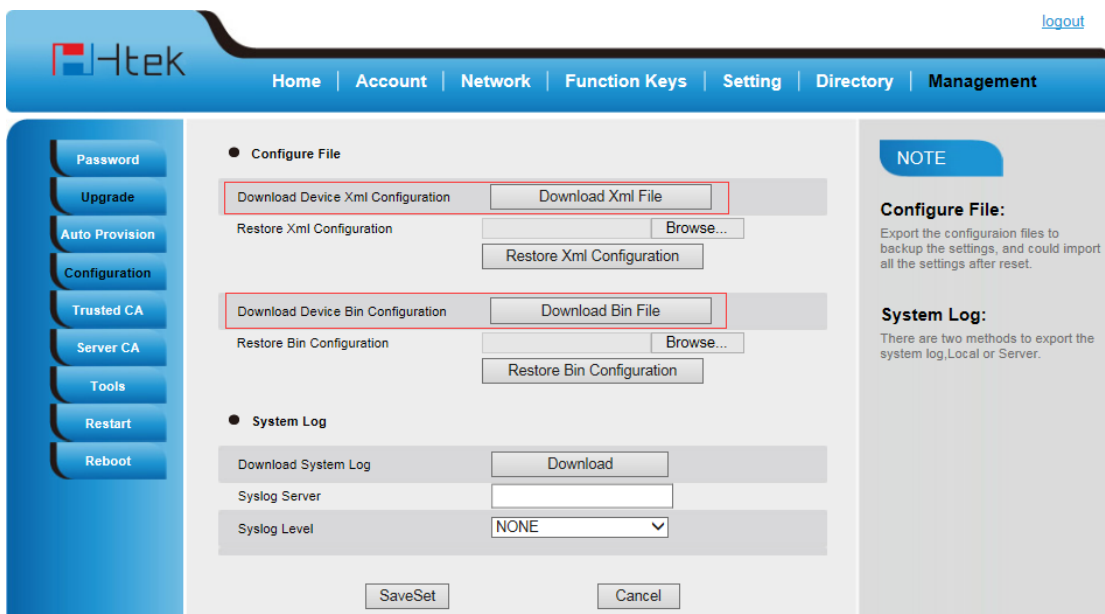 logout
Htek
Home | Account | Network | Function Keys | Setting | Directory | Management
Password
Upgrade
Auto Provision
Configuration
Trusted CA
Server CA
Tools
Restart
Reboot
Configure File
Download Device Xml Configuration Download Xml File
Restore Xml Configuration Browse...
Restore Xml Configuration
Download Device Bin Configuration Download Bin File
Restore Bin Configuration Browse...
Restore Bin Configuration
System Log
Download System Log Download
Syslog Server
Syslog Level NONE
SaveSet Cancel
NOTE
Configure File:
Export the configuraion files to
backup the settings, and could import
all the settings after reset.
System Log:
There are two methods to export the
system log,Local or Server.